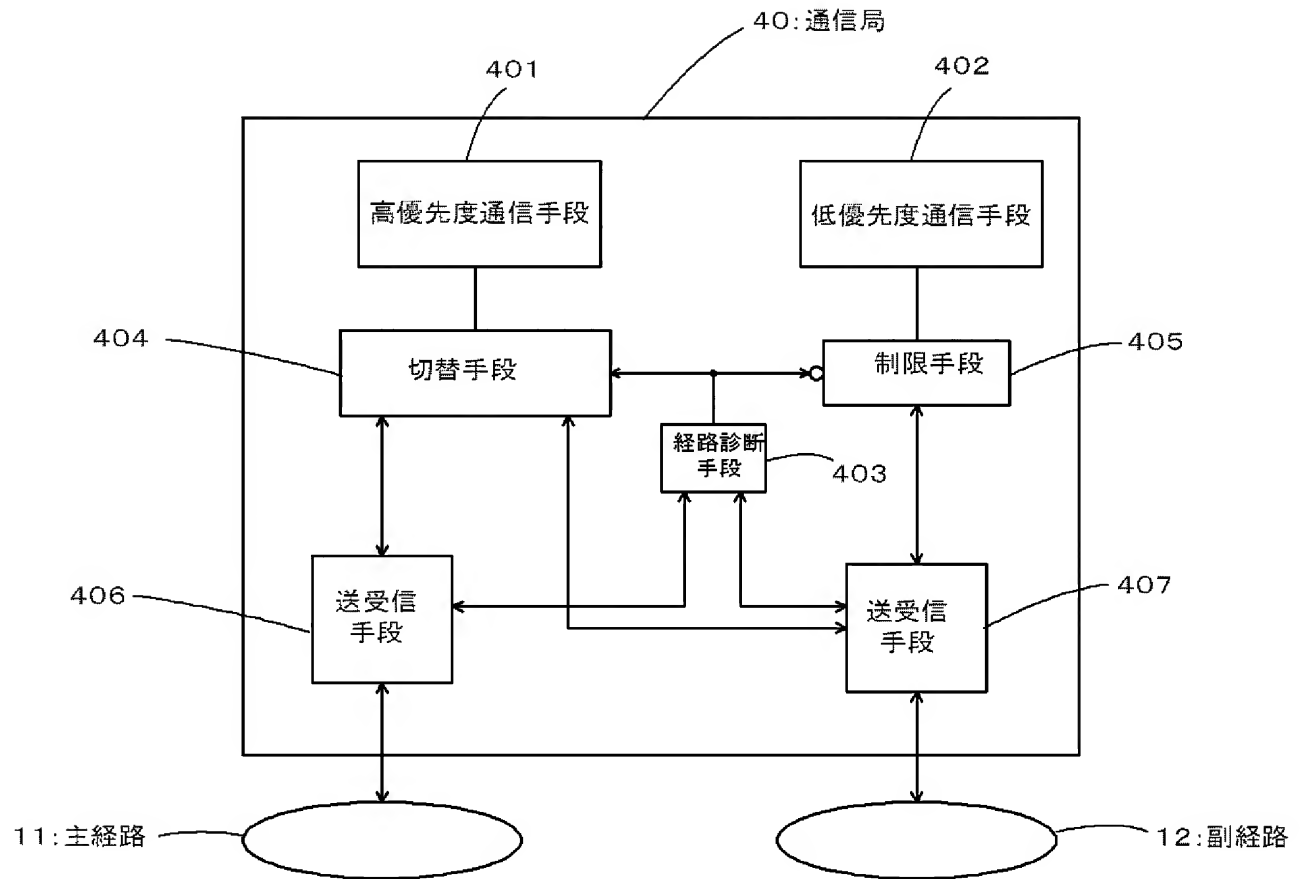 40:通信局
401
402
高優先度通信手段
低優先度通信手段
404
切替手段
制限手段
405
経路診断
手段
403
406
送受信
手段
送受信
手段
407
11:主経路
12:副経路